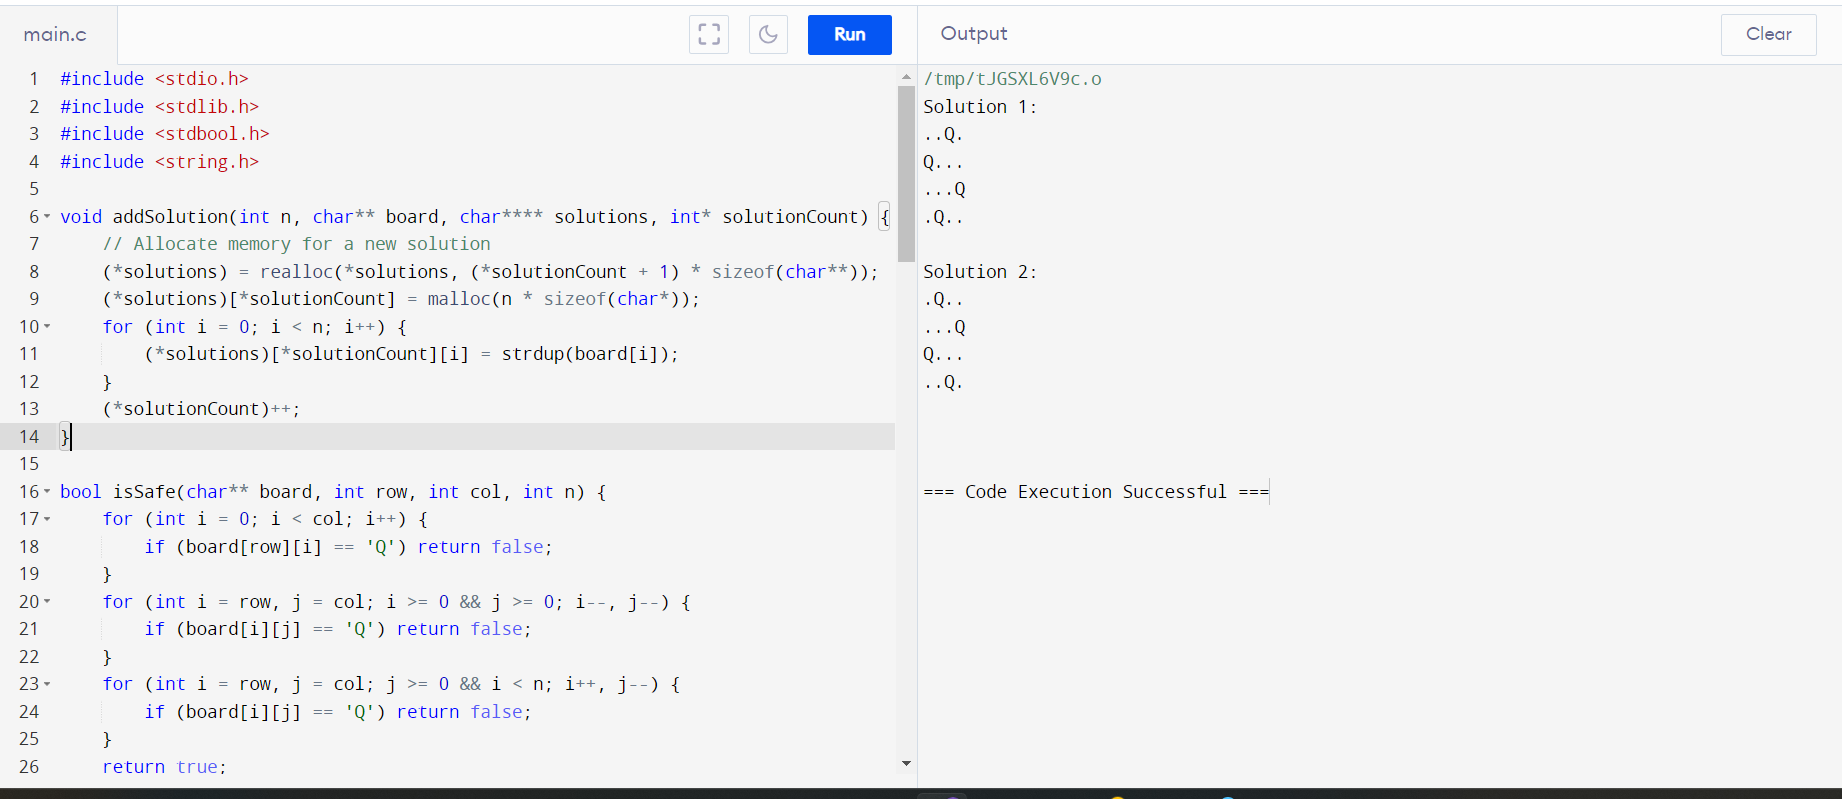 main.c
Run
1 #include <stdio.h>
2 #include <stdlib.h>
3 #include <stdbool.h>
4 #include <string.h>
5
6 void addSolution(int n, char** board, char**** solutions, int* solutionCount) {
7     // Allocate memory for a new solution
8     (*solutions) = realloc(*solutions, (*solutionCount + 1) * sizeof(char**));
9     (*solutions)[*solutionCount] = malloc(n * sizeof(char*));
10     for (int i = 0; i < n; i++) {
11         (*solutions)[*solutionCount][i] = strdup(board[i]);
12     }
13     (*solutionCount)++;
14 }
15
16 bool isSafe(char** board, int row, int col, int n) {
17     for (int i = 0; i < col; i++) {
18         if (board[row][i] == 'Q') return false;
19     }
20     for (int i = row, j = col; i >= 0 && j >= 0; i--, j--) {
21         if (board[i][j] == 'Q') return false;
22     }
23     for (int i = row, j = col; j >= 0 && i < n; i++, j--) {
24         if (board[i][j] == 'Q') return false;
25     }
26     return true;
Output
Clear
/tmp/tJGSXL6V9c.o
Solution 1:
..Q.
Q...
...Q
.Q..
Solution 2:
.Q..
...Q
Q...
..Q.
=== Code Execution Successful ===